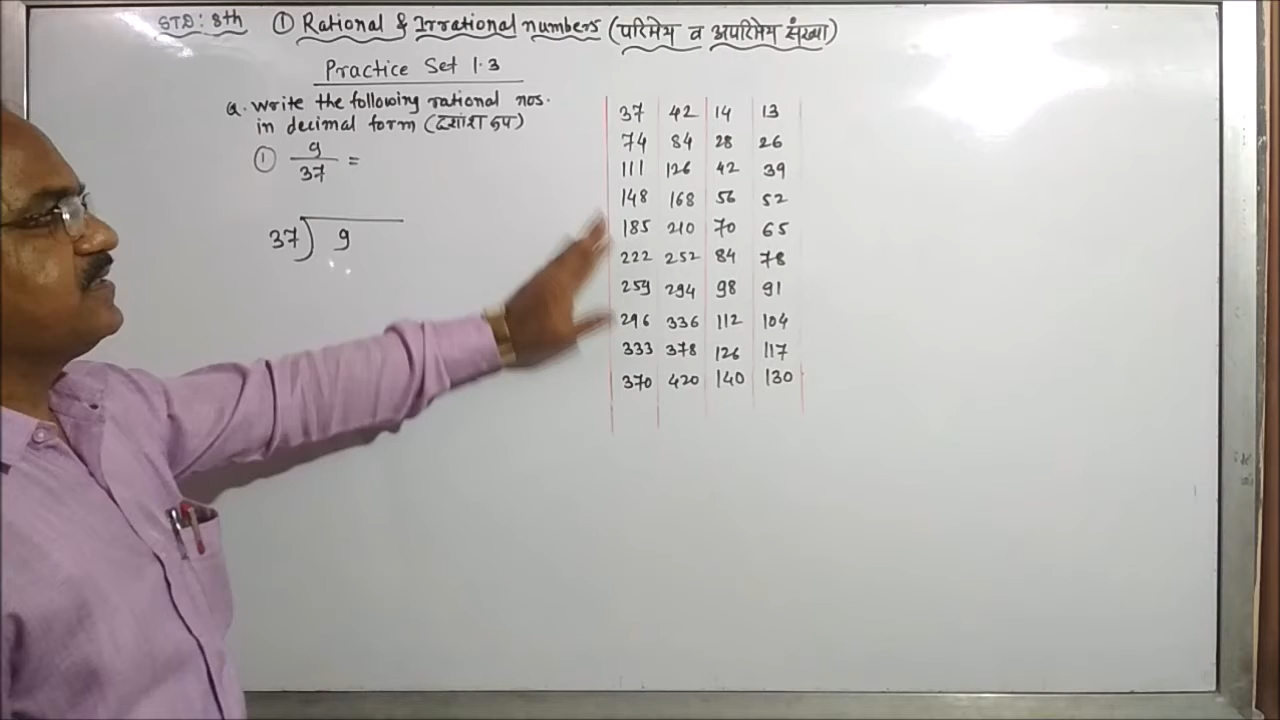 STD: 8th ① Rational & Irrational numbers (परिमेय व अपरिमेय संख्या)
Practice Set 1.3
Q. Write the following rational nos.
in decimal form (दशांश रूप)
① 9/37 =
37) 9
37 42 14 13
74 84 28 26
111 126 42 39
148 168 56 52
185 210 70 65
222 252 84 78
259 294 98 91
296 336 112 104
333 378 126 117
370 420 140 130